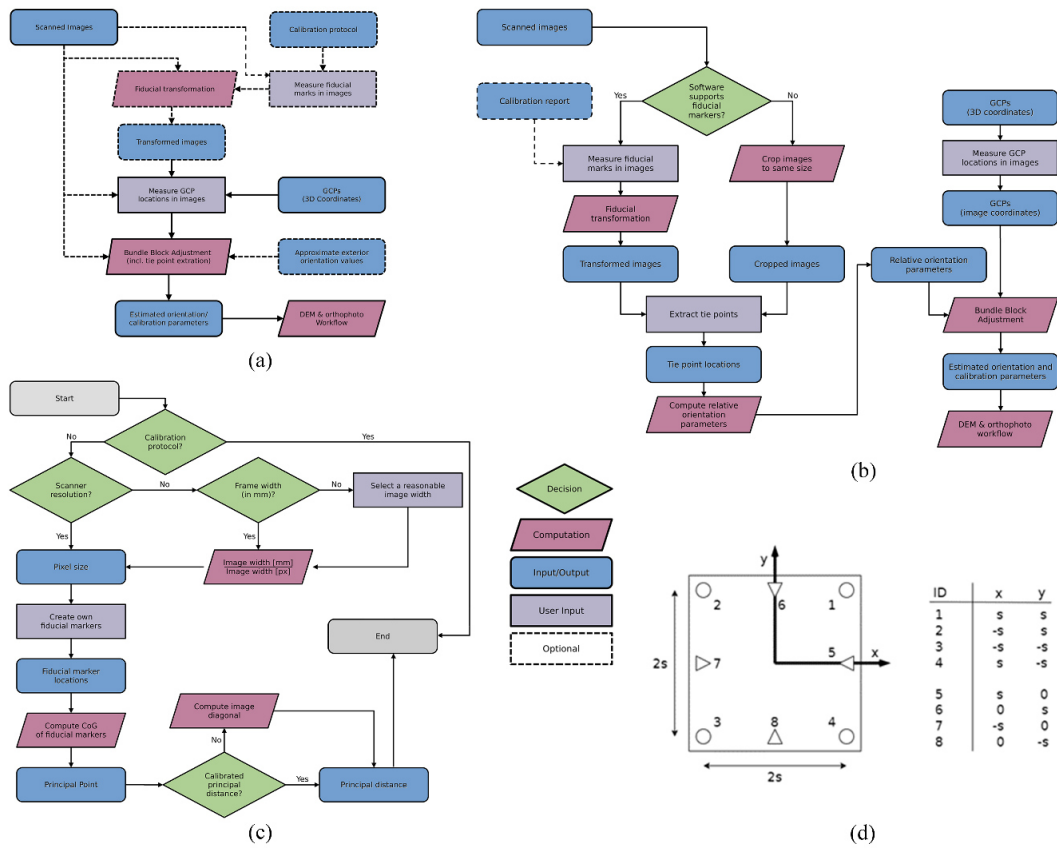 Scanned Images
Calibration protocol
Fiducial transformation
Measure fiducial
marks in images
Transformed images
Measure GCP
locations in images
GCPs
(3D Coordinates)
Bundle Block Adjustment
(incl. tie point extration)
Approximate exterior
orientation values
Estimated orientation/
calibration parameters
DEM & orthophoto
Workflow
(a)
Scanned images
Software
supports
fiducial
markers?
Yes
No
Calibration report
Measure fiducial
marks in images
Crop images
to same size
Fiducial
transformation
Transformed images
Cropped images
Extract tie points
Tie point locations
Compute relative
orientation parameters
GCPs
(3D coordinates)
Measure GCP
locations in images
GCPs
(image coordinates)
Relative orientation
parameters
Bundle Block
Adjustment
Estimated orientation and
calibration parameters
DEM & orthophoto
workflow
(b)
Start
Calibration
protocol?
No
Yes
Scanner
resolution?
No
Frame width
(in mm)?
No
Select a reasonable
image width
Yes
Yes
Pixel size
Image width [mm]
Image width [px]
Create own
fiducial markers
End
Fiducial marker
locations
Compute CoG
of fiducial markers
Compute image
diagonal
No
Principal Point
Calibrated
principal
distance?
Yes
Principal distance
(c)
Decision
Computation
Input/Output
User Input
Optional
y
2
6
1
5
x
2s
7
3
8
4
2s
ID x y
1 s s
2 -s s
3 -s -s
4 s -s
5 s 0
6 0 s
7 -s 0
8 0 -s
(d)